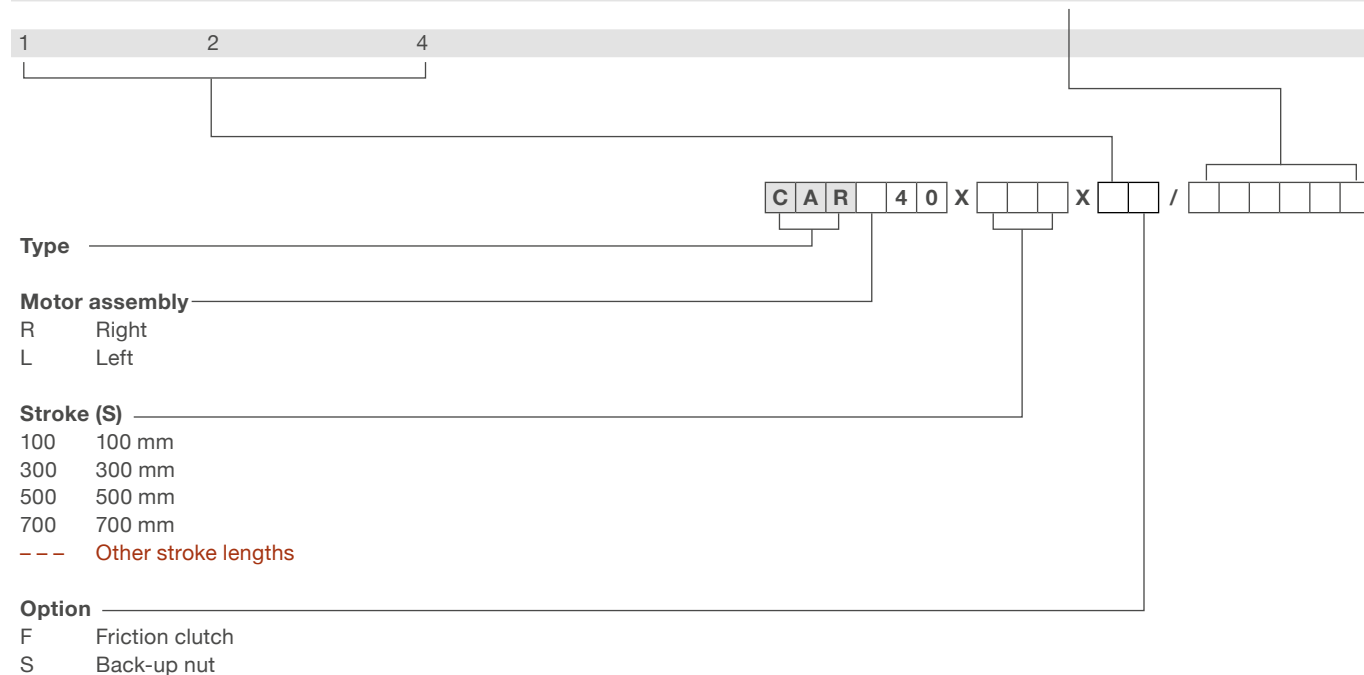 1 2 4
C A R 4 0 X X /
Type
Motor assembly
R Right
L Left
Stroke (S)
100 100 mm
300 300 mm
500 500 mm
700 700 mm
– – – Other stroke lengths
Option
F Friction clutch
S Back-up nut